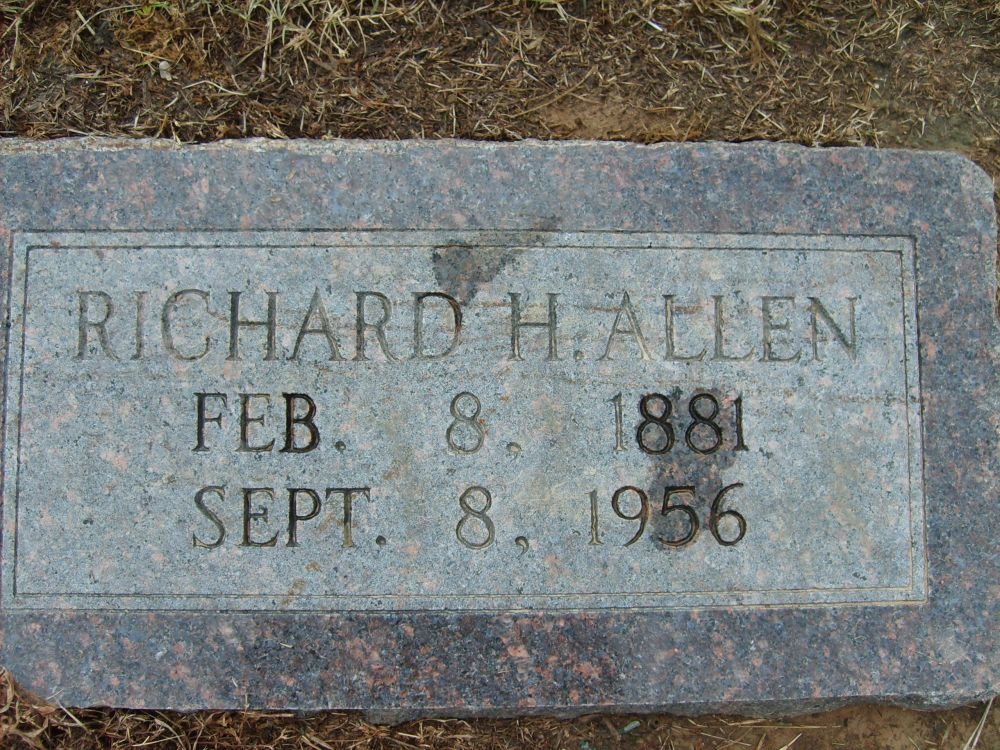 RICHARD H. ALLEN
FEB. 8, 1881
SEPT. 8, 1956